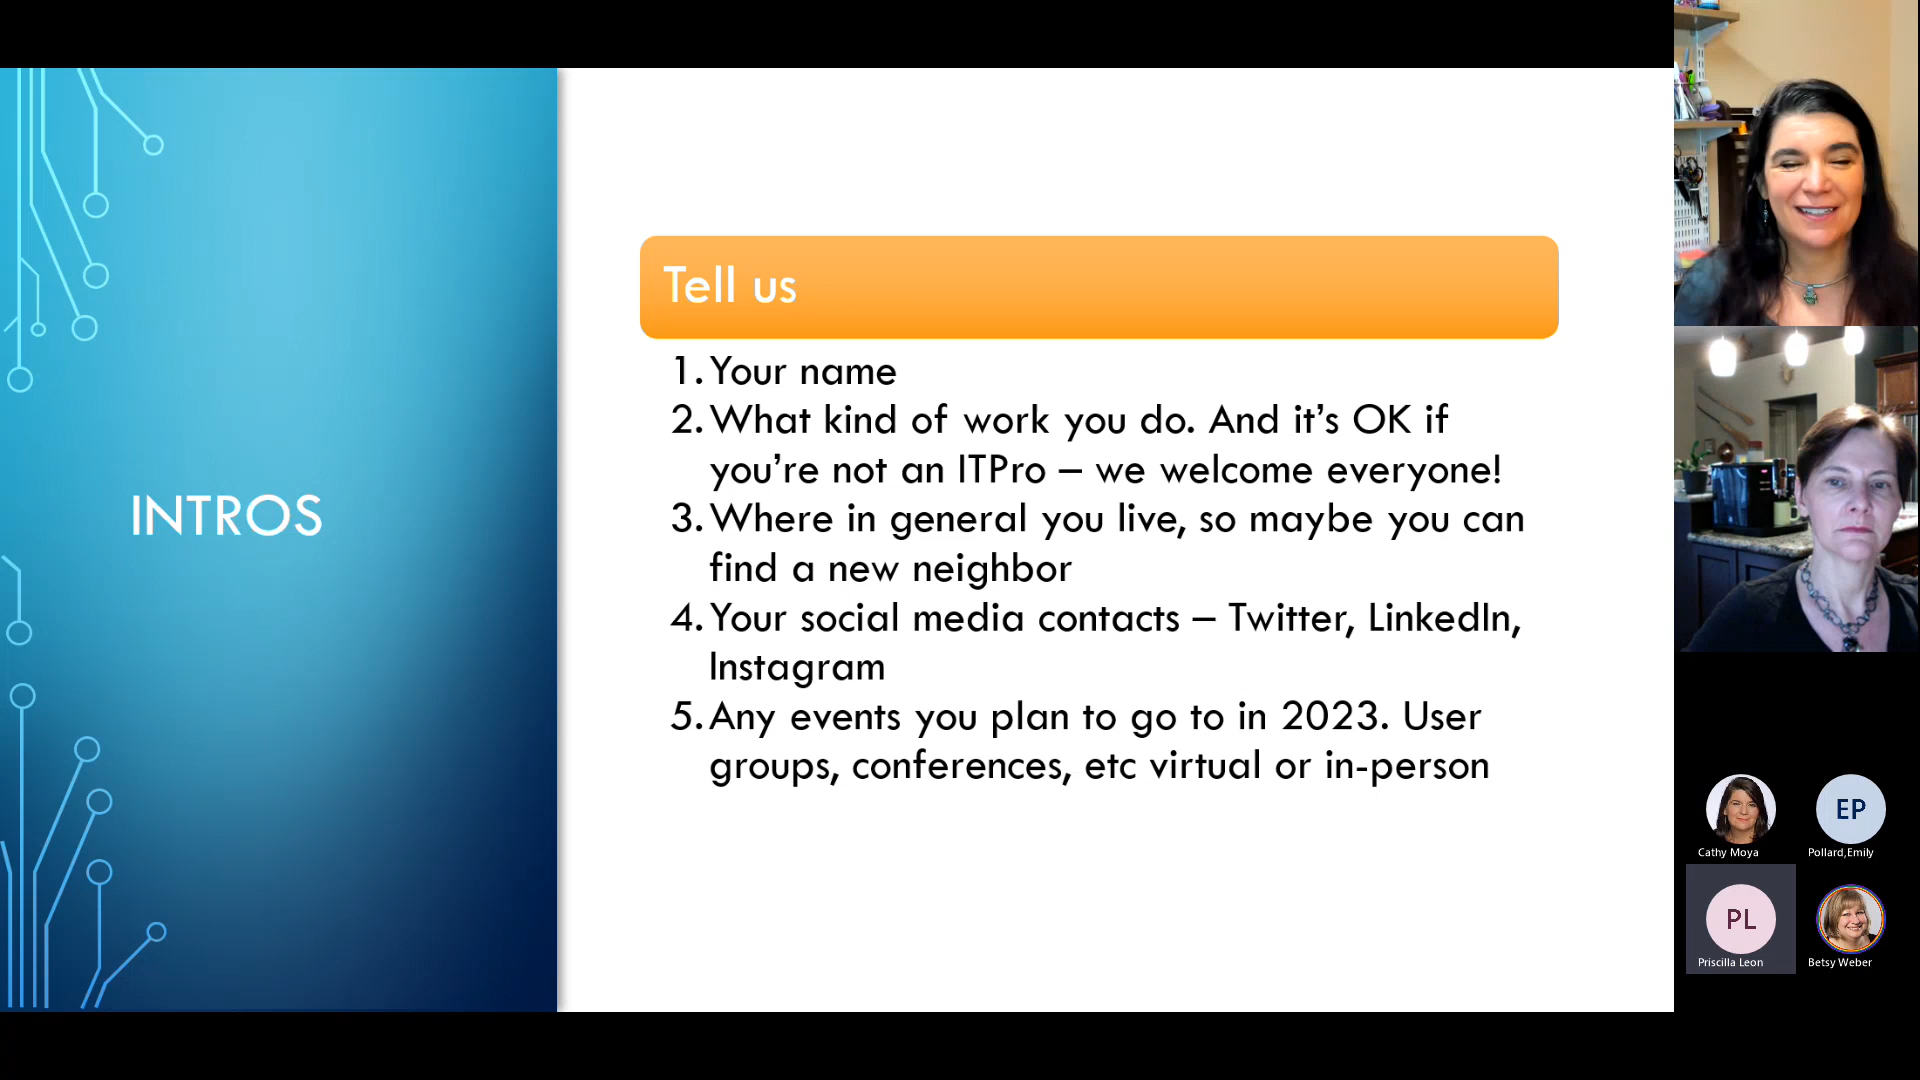 INTROS
Tell us
1. Your name
2. What kind of work you do. And it’s OK if
you’re not an ITPro – we welcome everyone!
3. Where in general you live, so maybe you can
find a new neighbor
4. Your social media contacts – Twitter, LinkedIn,
Instagram
5. Any events you plan to go to in 2023. User
groups, conferences, etc virtual or in-person
EP
Cathy Moya
Pollard,Emily
PL
Priscilla Leon
Betsy Weber